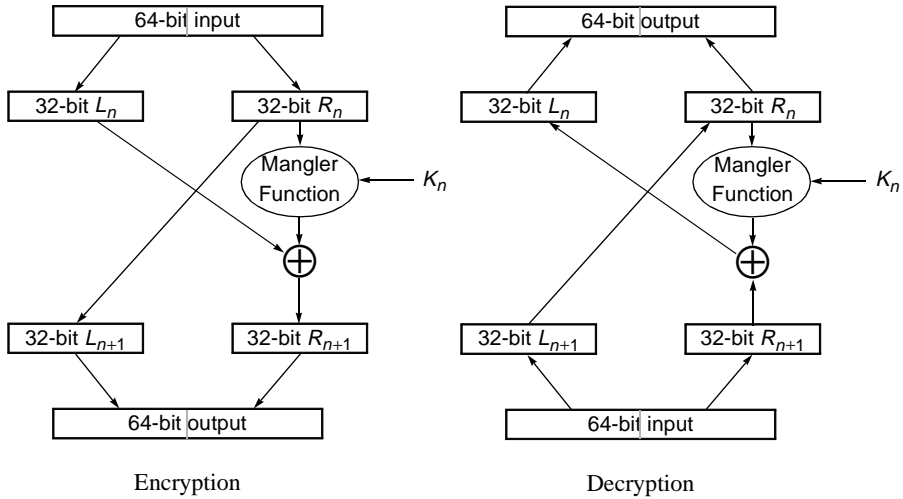 64-bit input
32-bit Lₙ
32-bit Rₙ
Mangler
Function
Kₙ
32-bit Lₙ₊₁
32-bit Rₙ₊₁
64-bit output
Encryption
64-bit output
32-bit Lₙ
32-bit Rₙ
Mangler
Function
Kₙ
32-bit Lₙ₊₁
32-bit Rₙ₊₁
64-bit input
Decryption